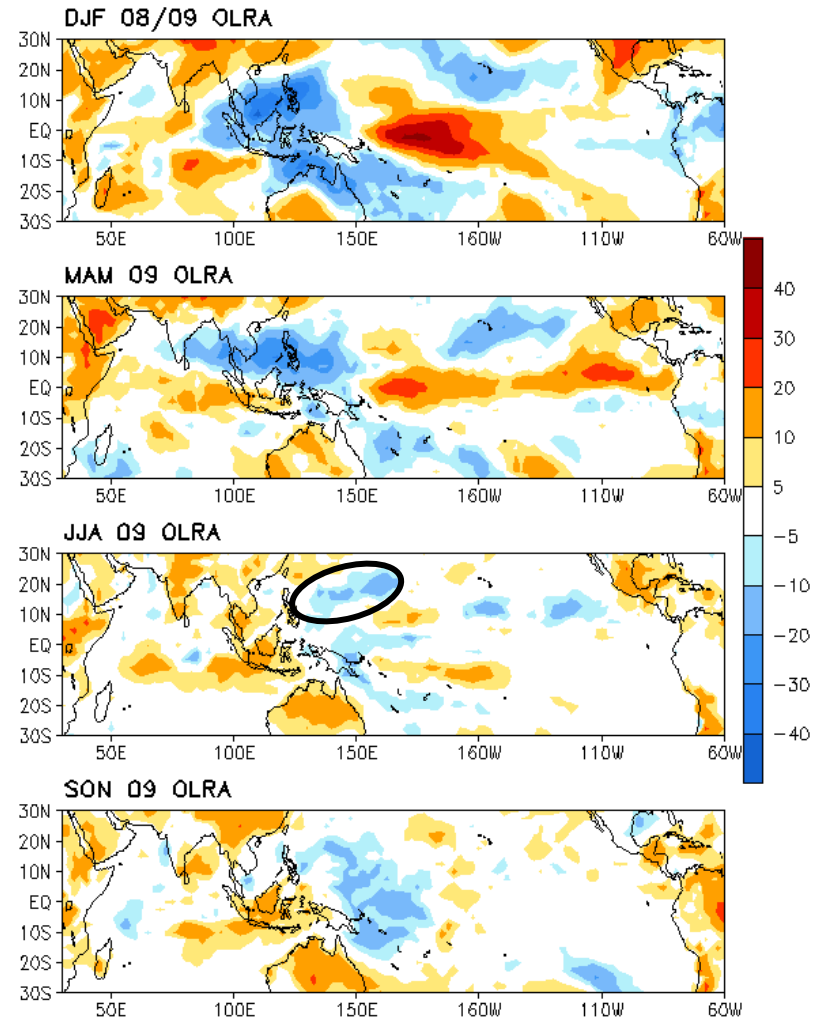 DJF 08/09 OLRA
30N
20N
10N
EQ
10S
20S
30S
50E 100E 150E 160W 110W 60W
MAM 09 OLRA
30N
20N
10N
EQ
10S
20S
30S
50E 100E 150E 160W 110W 60W
JJA 09 OLRA
30N
20N
10N
EQ
10S
20S
30S
50E 100E 150E 160W 110W 60W
SON 09 OLRA
30N
20N
10N
EQ
10S
20S
30S
50E 100E 150E 160W 110W 60W
40
30
20
10
5
-5
-10
-20
-30
-40